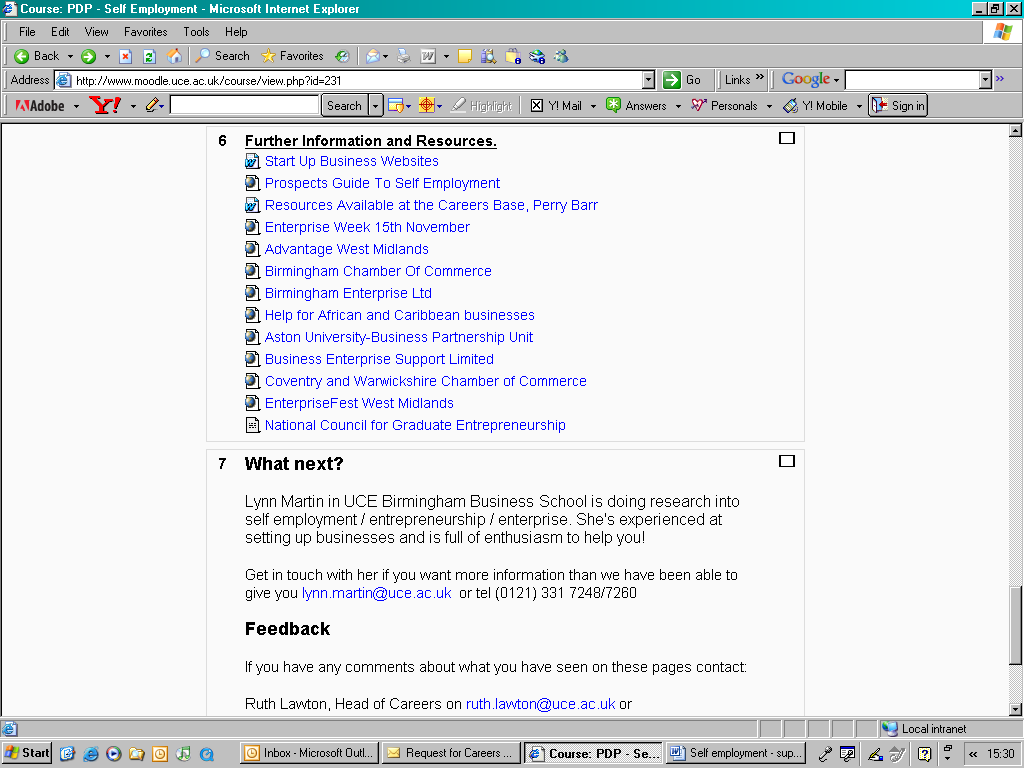 Course: PDP - Self Employment - Microsoft Internet Explorer
File Edit View Favorites Tools Help
Back Search Favorites
Address http://www.moodle.uce.ac.uk/course/view.php?id=231 Go Links » Google »
Adobe Y! Search Highlight Y! Mail Answers Personals Y! Mobile Sign in
6 Further Information and Resources.
Start Up Business Websites
Prospects Guide To Self Employment
Resources Available at the Careers Base, Perry Barr
Enterprise Week 15th November
Advantage West Midlands
Birmingham Chamber Of Commerce
Birmingham Enterprise Ltd
Help for African and Caribbean businesses
Aston University-Business Partnership Unit
Business Enterprise Support Limited
Coventry and Warwickshire Chamber of Commerce
EnterpriseFest West Midlands
National Council for Graduate Entrepreneurship
7 What next?
Lynn Martin in UCE Birmingham Business School is doing research into
self employment / entrepreneurship / enterprise. She's experienced at
setting up businesses and is full of enthusiasm to help you!
Get in touch with her if you want more information than we have been able to
give you lynn.martin@uce.ac.uk or tel (0121) 331 7248/7260
Feedback
If you have any comments about what you have seen on these pages contact:
Ruth Lawton, Head of Careers on ruth.lawton@uce.ac.uk or
Local intranet
Start Inbox - Microsoft Outl... Request for Careers ... Course: PDP - Se... Self employment - sup... « 15:30